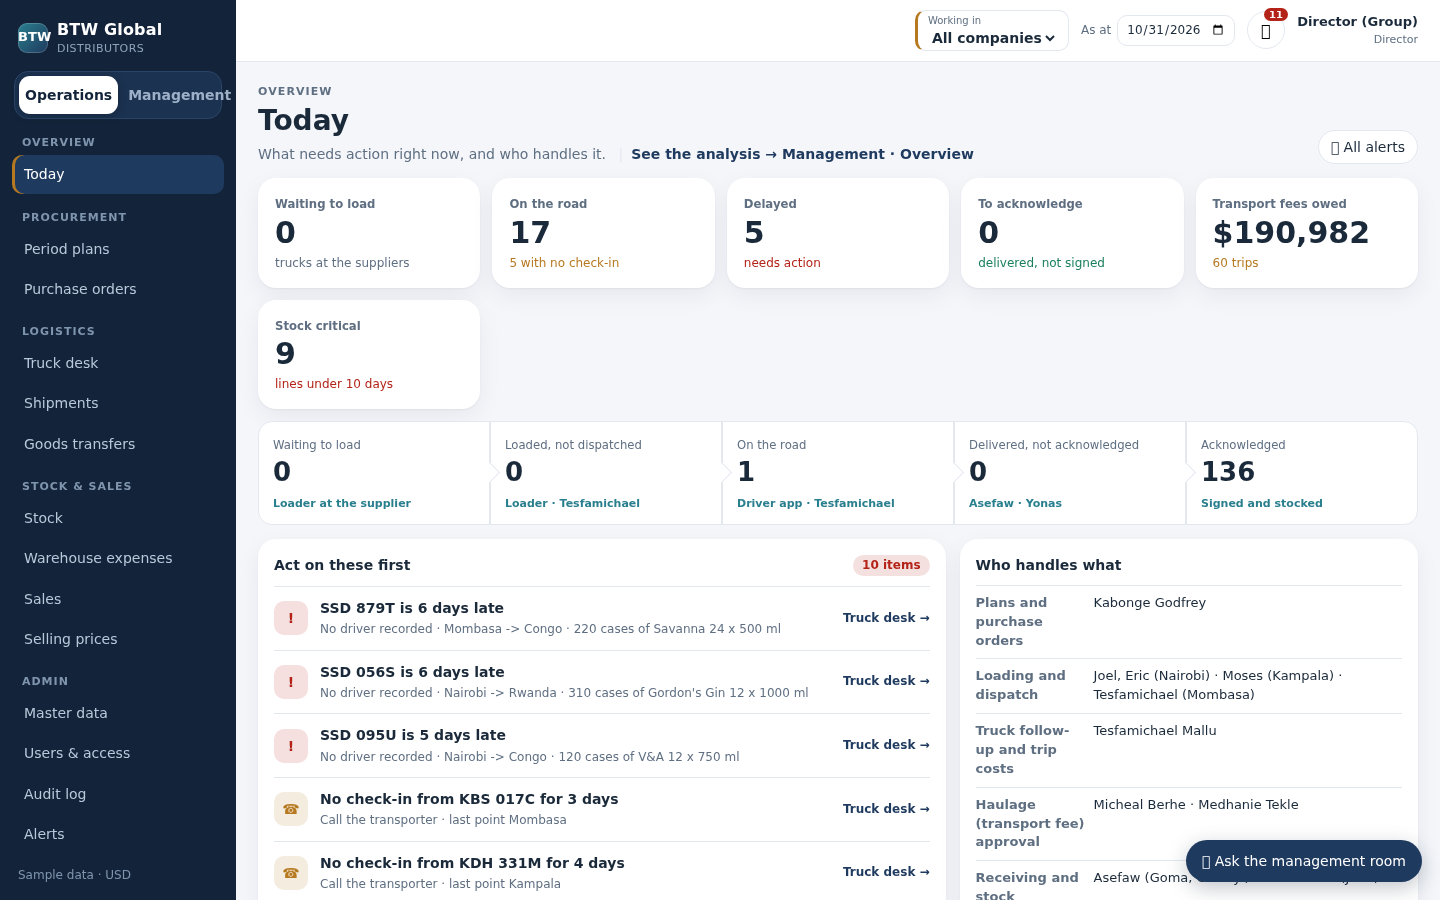 BTW
BTW Global
DISTRIBUTORS
Operations
Management
OVERVIEW
Today
PROCUREMENT
Period plans
Purchase orders
LOGISTICS
Truck desk
Shipments
Goods transfers
STOCK & SALES
Stock
Warehouse expenses
Sales
Selling prices
ADMIN
Master data
Users & access
Audit log
Alerts
Sample data · USD
Working in
All companies
As at
10/31/2026
11
Director (Group)
Director
OVERVIEW
Today
What needs action right now, and who handles it.
See the analysis → Management · Overview
All alerts
Waiting to load
0
trucks at the suppliers
On the road
17
5 with no check-in
Delayed
5
needs action
To acknowledge
0
delivered, not signed
Transport fees owed
$190,982
60 trips
Stock critical
9
lines under 10 days
Waiting to load
0
Loader at the supplier
Loaded, not dispatched
0
Loader · Tesfamichael
On the road
1
Driver app · Tesfamichael
Delivered, not acknowledged
0
Asefaw · Yonas
Acknowledged
136
Signed and stocked
Act on these first
10 items
!
SSD 879T is 6 days late
No driver recorded · Mombasa -> Congo · 220 cases of Savanna 24 x 500 ml
Truck desk →
!
SSD 056S is 6 days late
No driver recorded · Nairobi -> Rwanda · 310 cases of Gordon's Gin 12 x 1000 ml
Truck desk →
!
SSD 095U is 5 days late
No driver recorded · Nairobi -> Congo · 120 cases of V&A 12 x 750 ml
Truck desk →
☎
No check-in from KBS 017C for 3 days
Call the transporter · last point Mombasa
Truck desk →
☎
No check-in from KDH 331M for 4 days
Call the transporter · last point Kampala
Truck desk →
Who handles what
Plans and
purchase
orders
Kabonge Godfrey
Loading and
dispatch
Joel, Eric (Nairobi) · Moses (Kampala) ·
Tesfamichael (Mombasa)
Truck follow-
up and trip
costs
Tesfamichael Mallu
Haulage
(transport fee)
approval
Micheal Berhe · Medhanie Tekle
Receiving and
stock
Asefaw (Goma,
Ask the management room